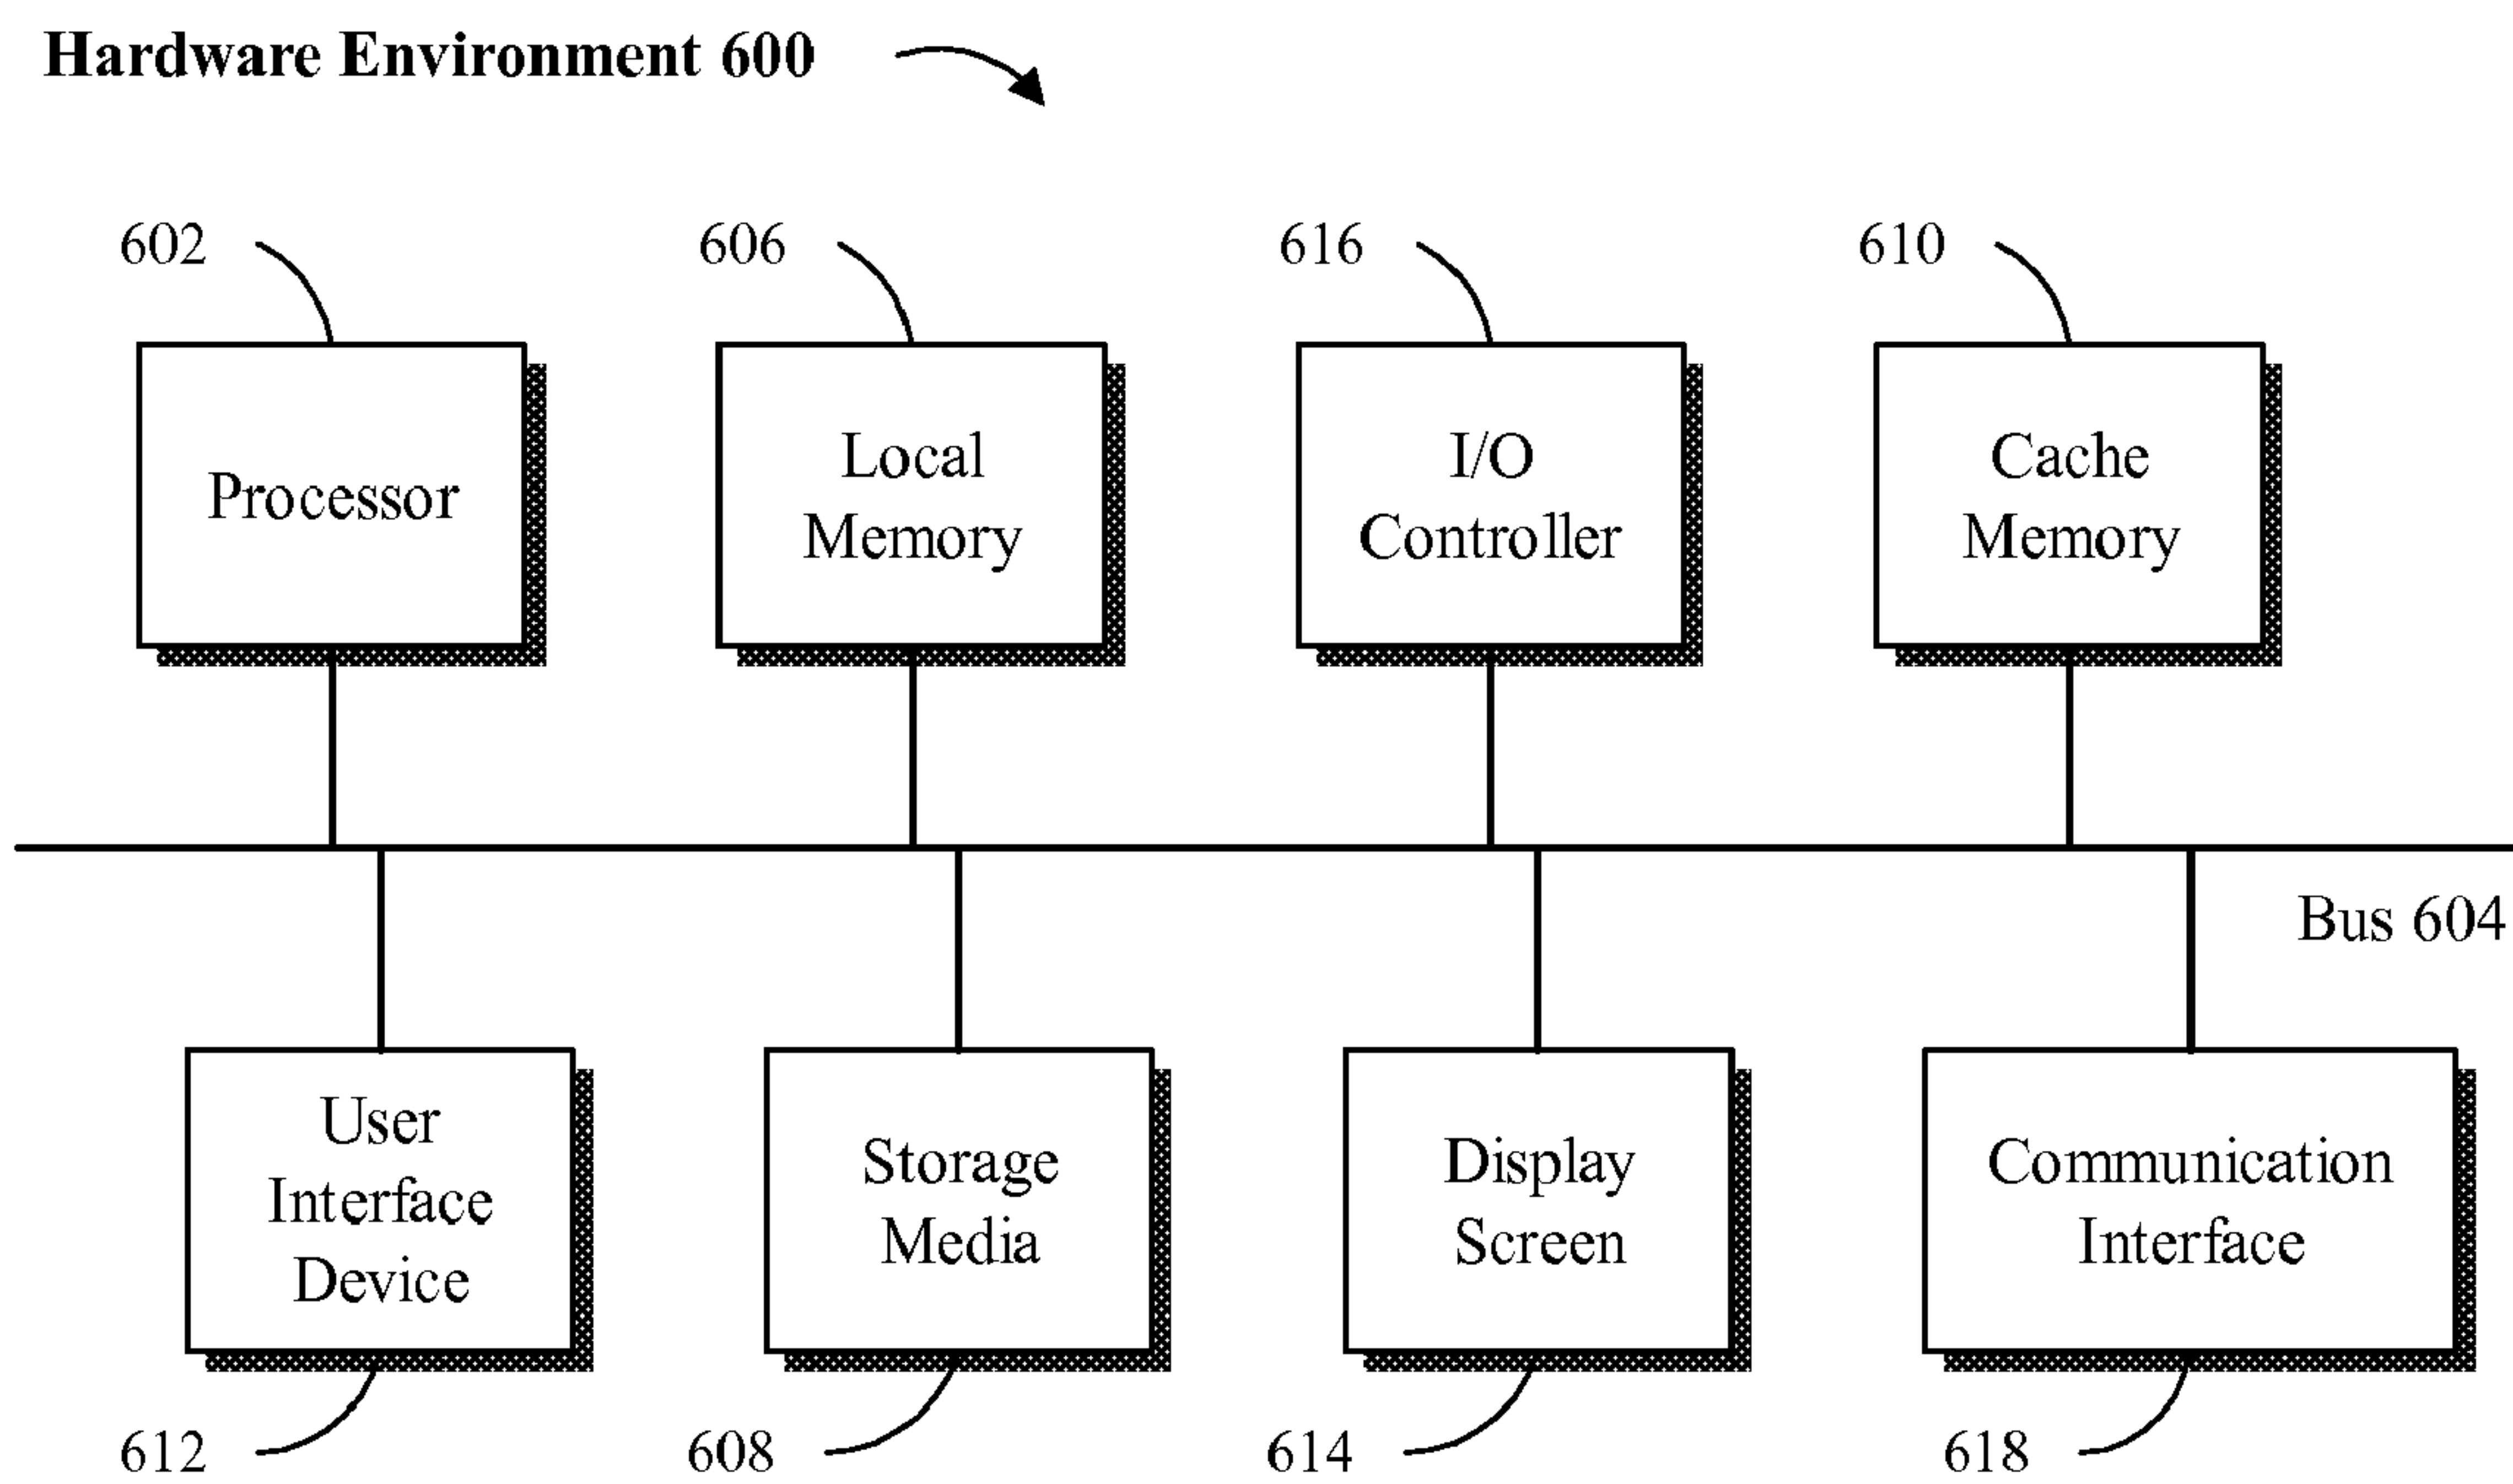 Hardware Environment 600
602
606
616
610
Processor
Local
Memory
I/O
Controller
Cache
Memory
Bus 604
User
Interface
Device
Storage
Media
Display
Screen
Communication
Interface
612
608
614
618